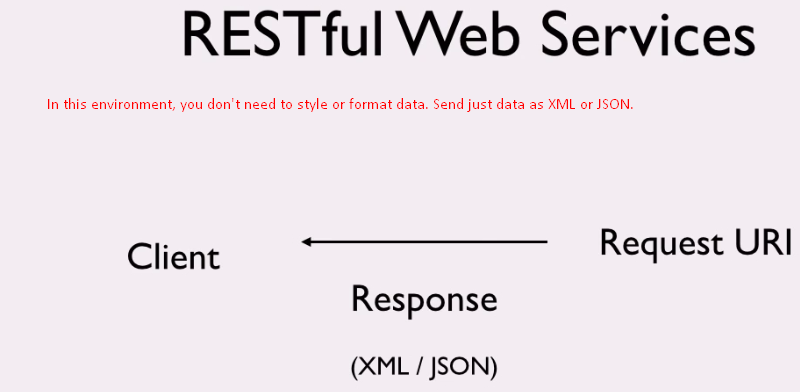 RESTful Web Services
In this environment, you don't need to style or format data. Send just data as XML or JSON.
Client
Request URI
Response
(XML / JSON)